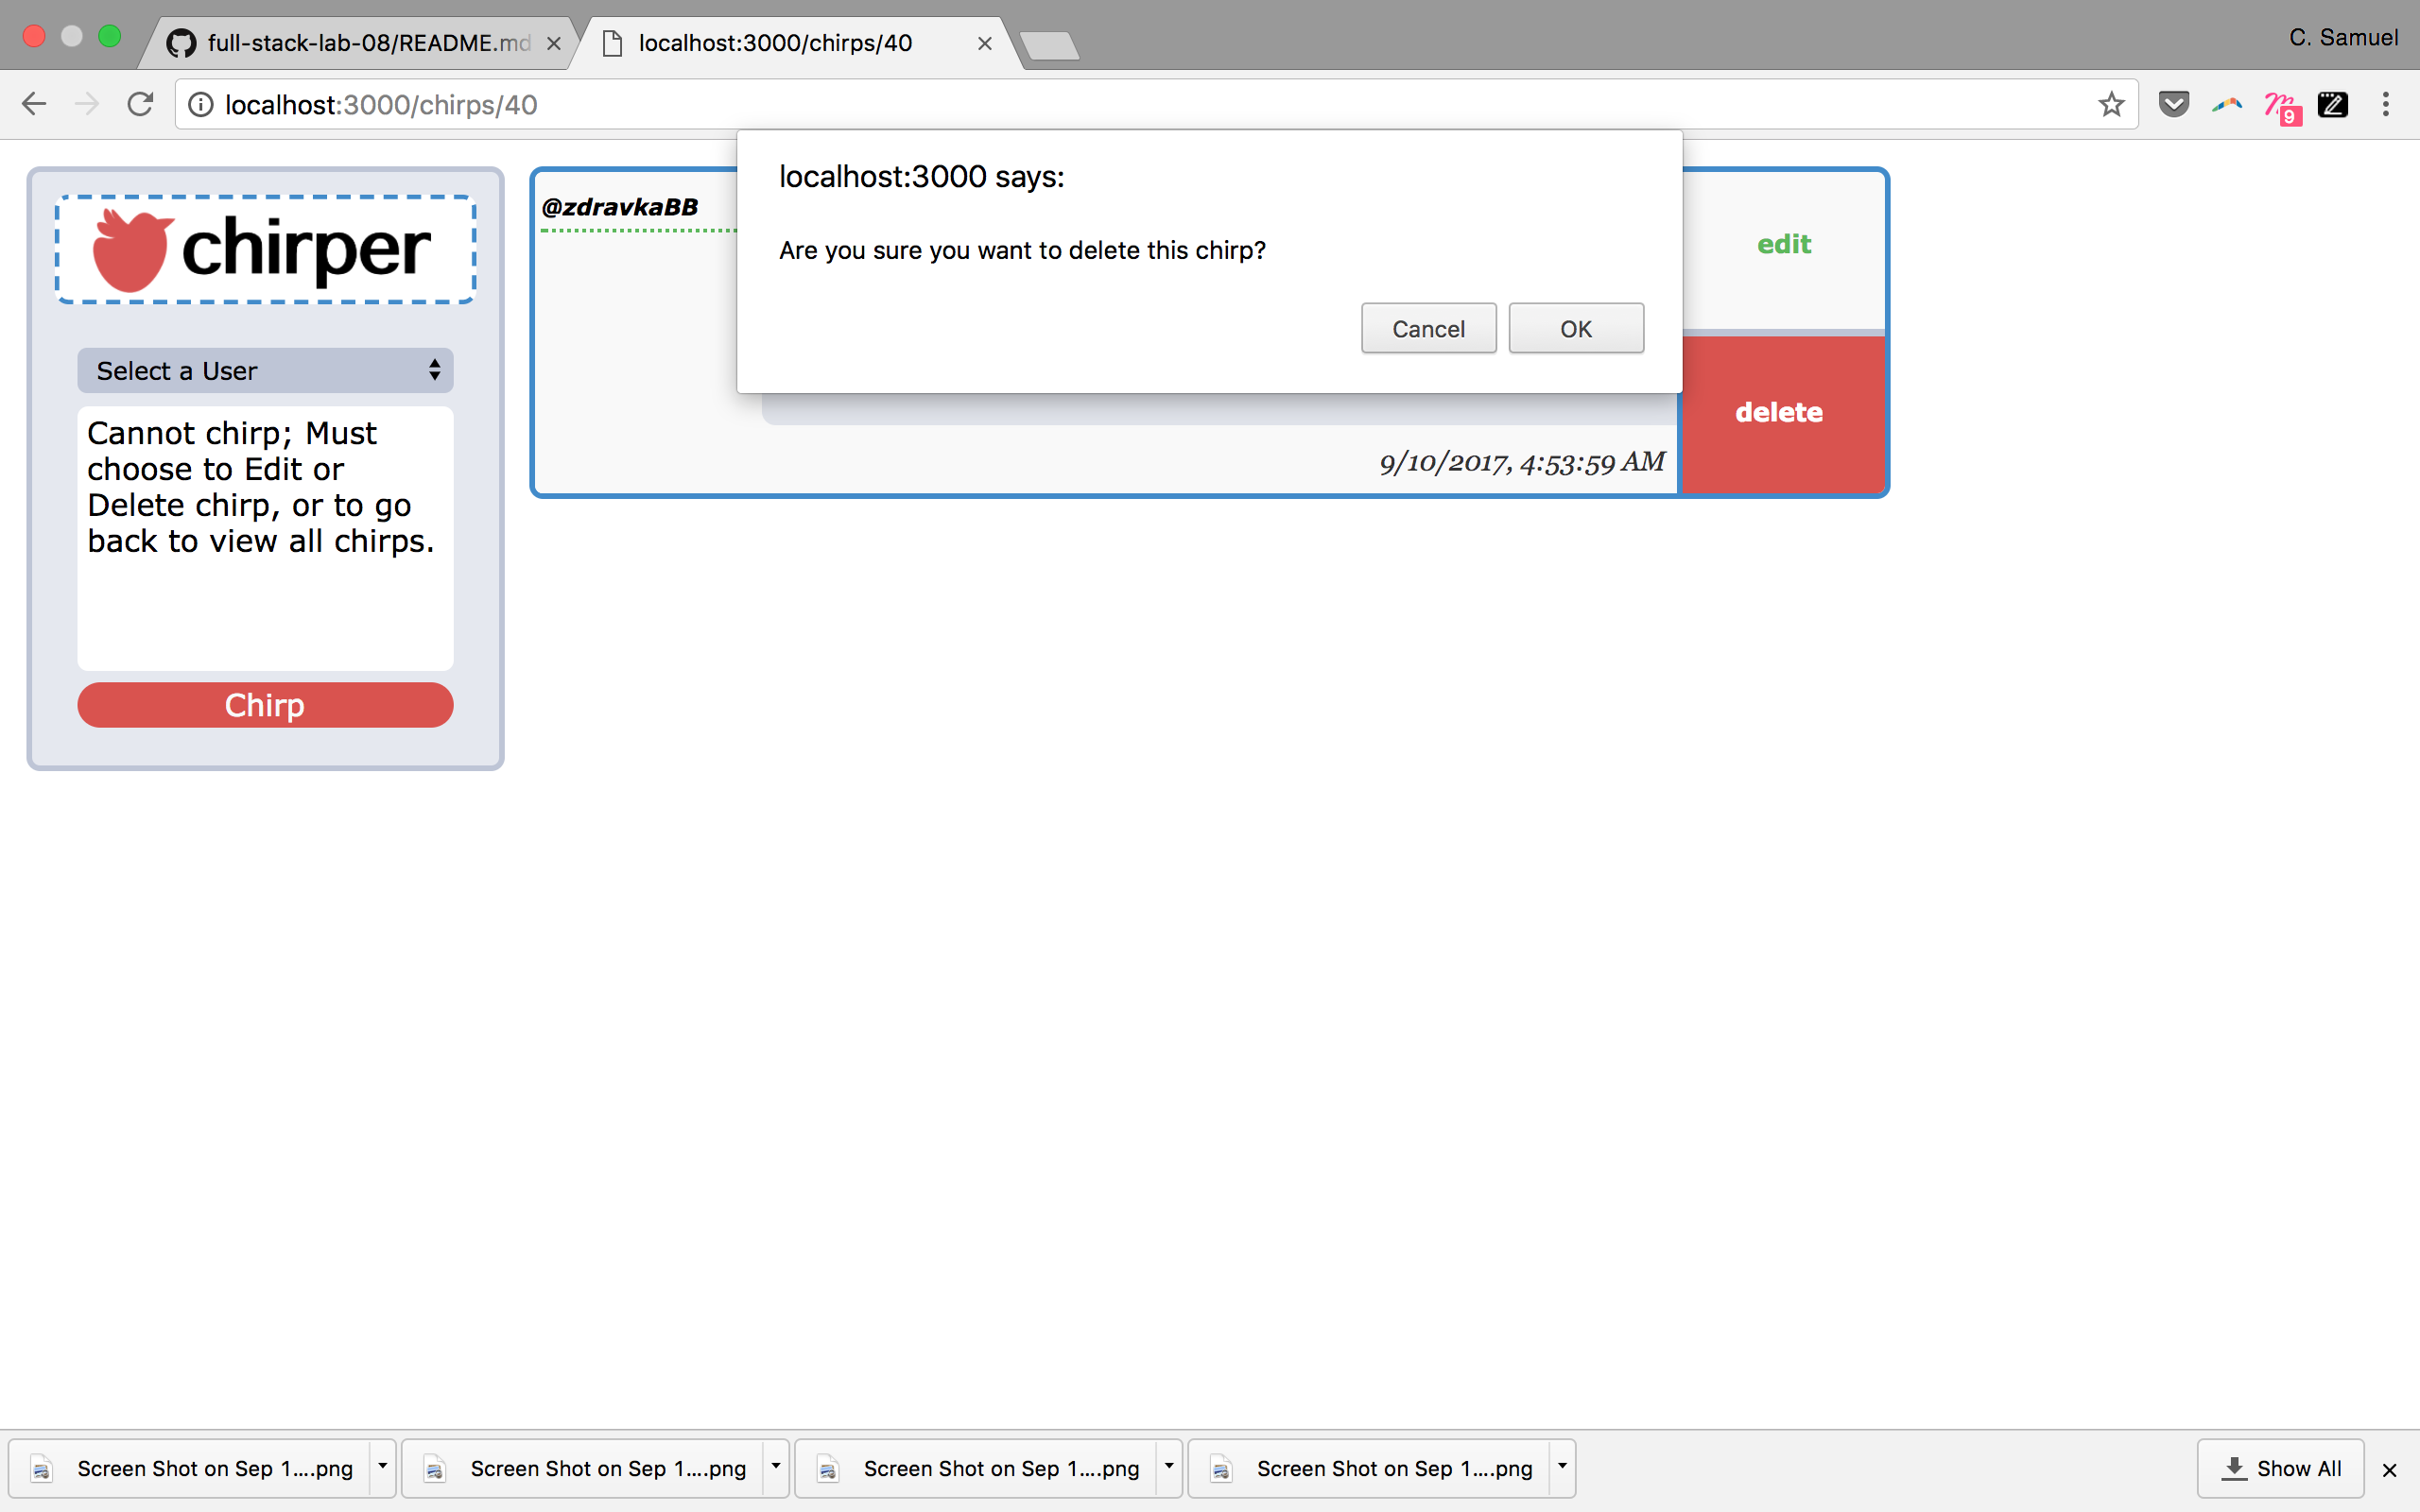 full-stack-lab-08/README.md
localhost:3000/chirps/40
C. Samuel
localhost:3000/chirps/40
9
localhost:3000 says:
Are you sure you want to delete this chirp?
Cancel
OK
chirper
Select a User
Cannot chirp; Must
choose to Edit or
Delete chirp, or to go
back to view all chirps.
Chirp
@zdravkaBB
edit
delete
9/10/2017, 4:53:59 AM
Screen Shot on Sep 1....png
Screen Shot on Sep 1....png
Screen Shot on Sep 1....png
Screen Shot on Sep 1....png
Show All